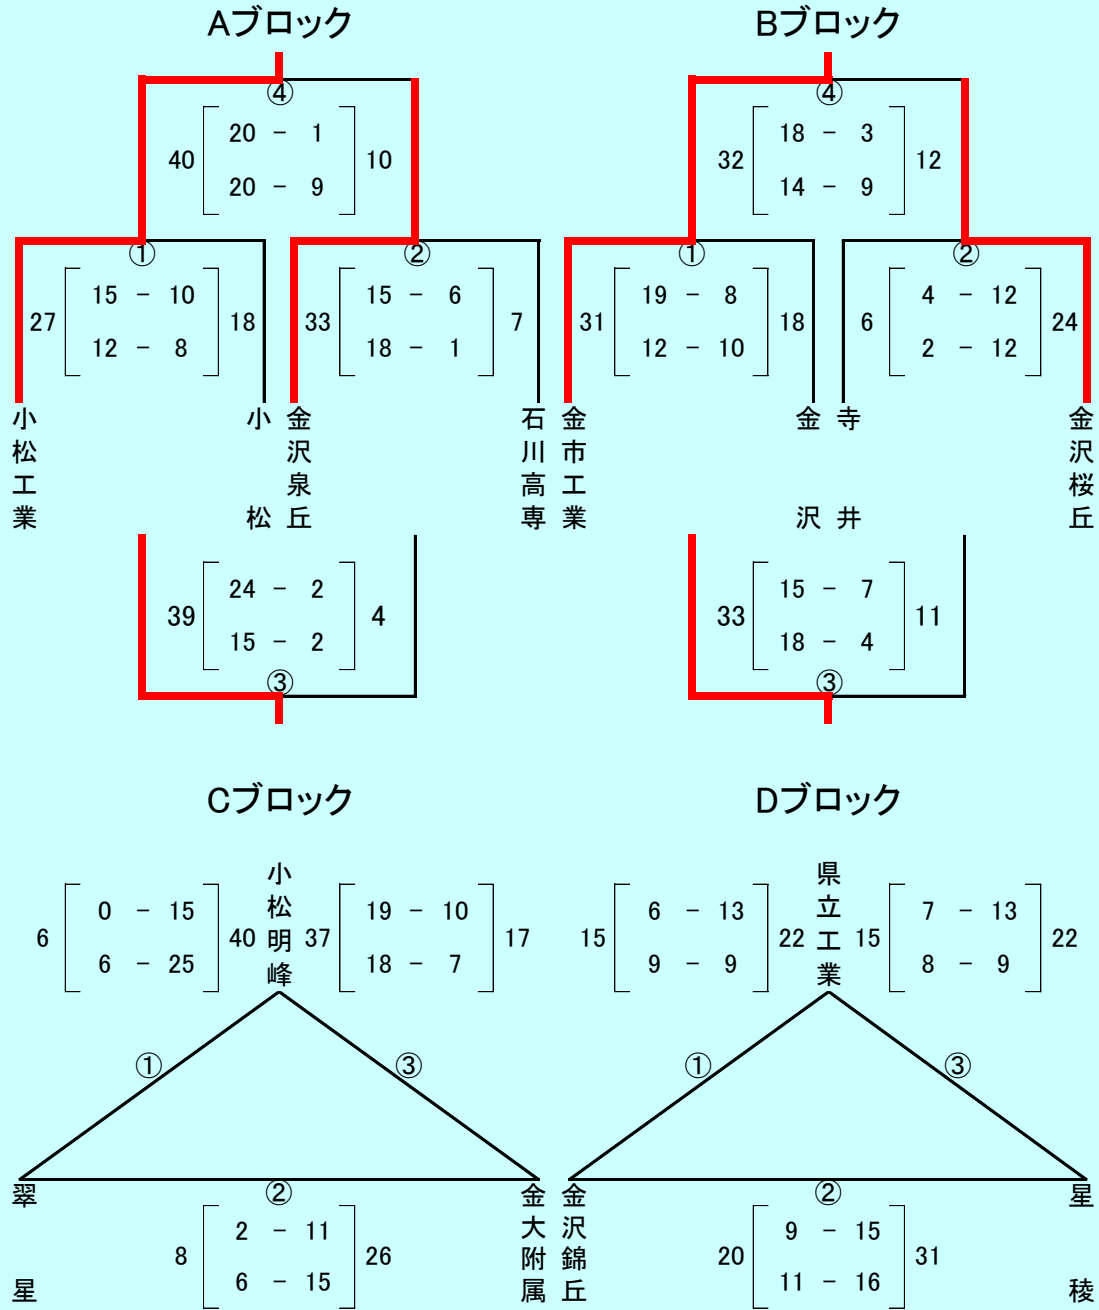 Aブロック Bブロック
④ ④
20 - 1 18 - 3
40 10 32 12
20 - 9 14 - 9
① ② ① ②
15 - 10 15 - 6 19 - 8 4 - 12
27 18 33 7 31 18 6 24
12 - 8 18 - 1 12 - 10 2 - 12
小松工業 小松 金沢泉丘 石川高専 金市工業 金沢 寺井 金沢桜丘
24 - 2 15 - 7
39 4 33 11
15 - 2 18 - 4
③ ③
Cブロック Dブロック
小松明峰 県立工業
0 - 15 19 - 10 6 - 13 7 - 13
6 40 37 17 15 22 15 22
6 - 25 18 - 7 9 - 9 8 - 9
① ③ ① ③
翠星 ② 金大附属 金沢錦丘 ② 星稜
2 - 11 9 - 15
8 26 20 31
6 - 15 11 - 16